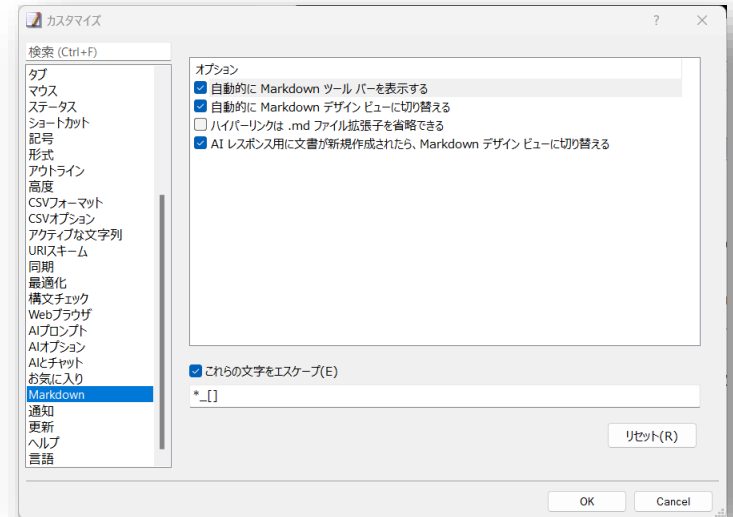 カスタマイズ
?
検索 (Ctrl+F)
タブ
マウス
ステータス
ショートカット
記号
形式
アウトライン
高度
CSVフォーマット
CSVオプション
アクティブな文字列
URIスキーム
同期
最適化
構文チェック
Webブラウザ
AIプロンプト
AIオプション
AIとチャット
お気に入り
Markdown
通知
更新
ヘルプ
言語
オプション
自動的に Markdown ツール バーを表示する
自動的に Markdown デザイン ビューに切り替える
ハイパーリンクは .md ファイル拡張子を省略できる
AI レスポンス用に文書が新規作成されたら、Markdown デザイン ビューに切り替える
これらの文字をエスケープ(E)
*_[]
リセット(R)
OK
Cancel